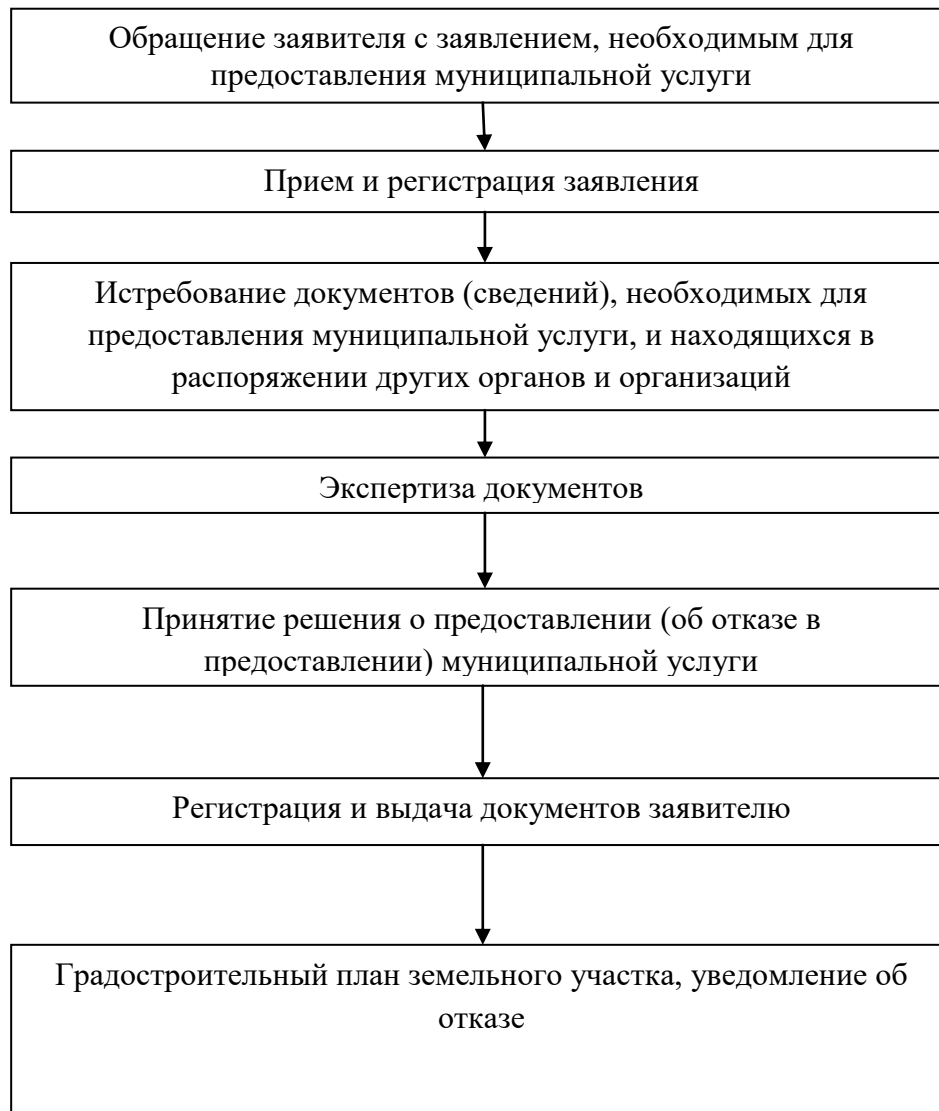 Обращение заявителя с заявлением, необходимым для
предоставления муниципальной услуги
Прием и регистрация заявления
Истребование документов (сведений), необходимых для
предоставления муниципальной услуги, и находящихся в
распоряжении других органов и организаций
Экспертиза документов
Принятие решения о предоставлении (об отказе в
предоставлении) муниципальной услуги
Регистрация и выдача документов заявителю
Градостроительный план земельного участка, уведомление об
отказе